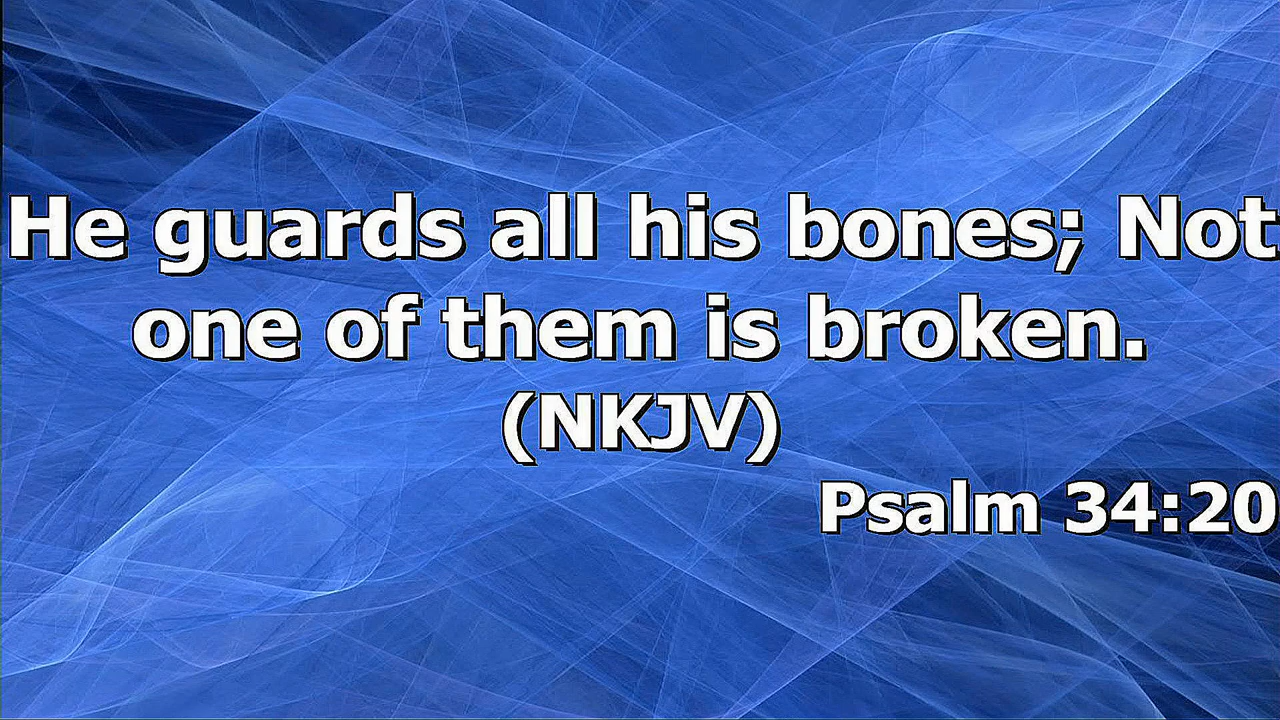 He guards all his bones; Not
one of them is broken.
(NKJV)
Psalm 34:20